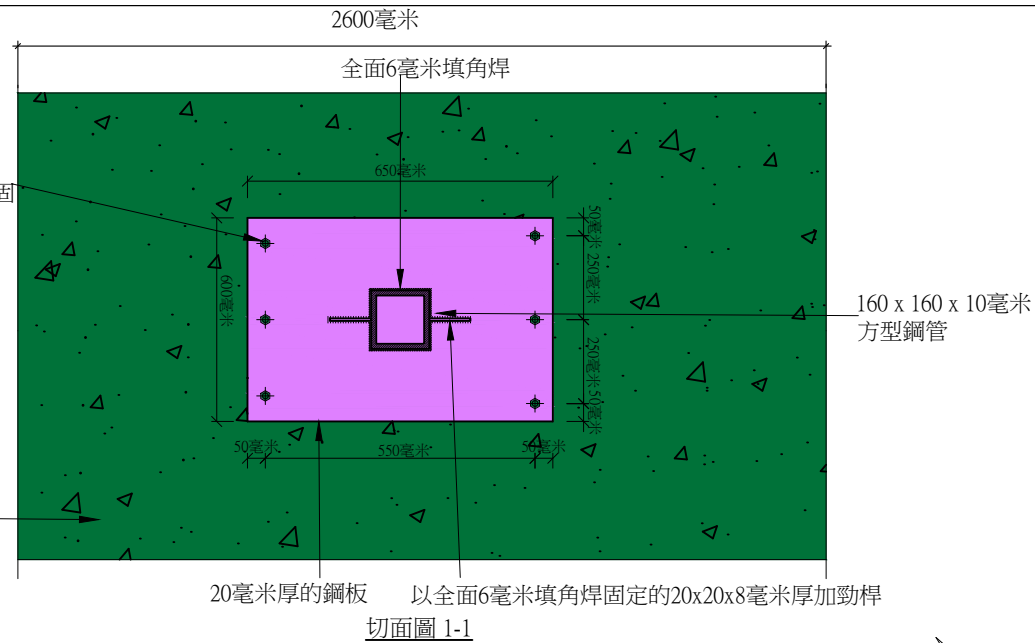 2600毫米
全面6毫米填角焊
固
650毫米
50毫米
250毫米
600毫米
160 x 160 x 10毫米
方型鋼管
250毫米
50毫米
50毫米
550毫米
50毫米
20毫米厚的鋼板
以全面6毫米填角焊固定的20x20x8毫米厚加勁桿
切面圖 1-1